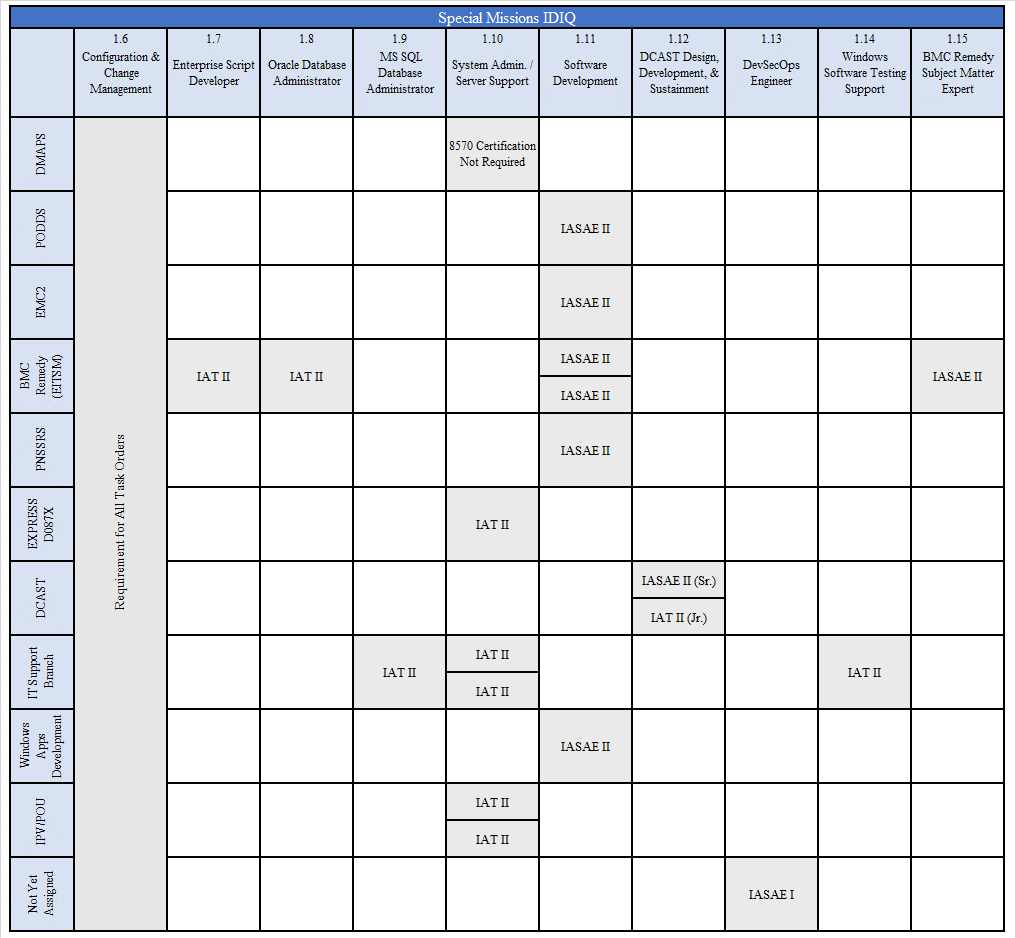 Special Missions IDIQ
1.6
Configuration &
Change
Management
1.7
Enterprise Script
Developer
1.8
Oracle Database
Administrator
1.9
MS SQL
Database
Administrator
1.10
System Admin. /
Server Support
1.11
Software
Development
1.12
DCAST Design,
Development, &
Sustainment
1.13
DevSecOps
Engineer
1.14
Windows
Software Testing
Support
1.15
BMC Remedy
Subject Matter
Expert
Requirement for All Task Orders
DMAPS
8570 Certification
Not Required
PODDS
IASAE II
EMC2
IASAE II
BMC
Remedy
(EITSM)
IAT II
IAT II
IASAE II
IASAE II
IASAE II
PNSSRS
IASAE II
EXPRESS
D087X
IAT II
DCAST
IASAE II (Sr.)
IAT II (Jr.)
IT Support
Branch
IAT II
IAT II
IAT II
IAT II
Windows
Apps
Development
IASAE II
IPV/POU
IAT II
IAT II
Not Yet
Assigned
IASAE I